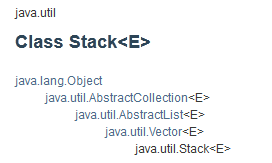 java.util
Class Stack<E>
java.lang.Object
java.util.AbstractCollection<E>
java.util.AbstractList<E>
java.util.Vector<E>
java.util.Stack<E>